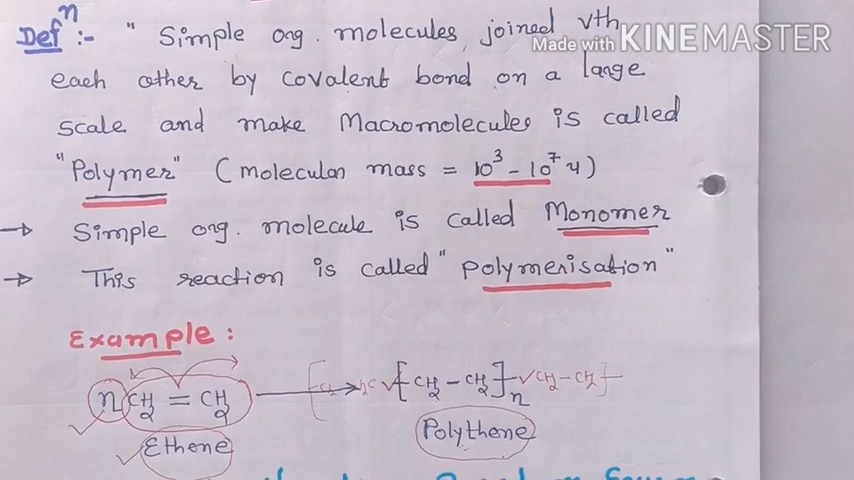 Defⁿ :- " Simple org. molecules joined with
Made with KINEMASTER
each other by covalent bond on a large
scale and make Macromolecules is called
"Polymer" (molecular mass = 10³ - 10⁷ u)
→ Simple org. molecule is called Monomer
→ This reaction is called "Polymerisation"
Example :
n CH₂ = CH₂ → [CH₂ - CH₂]ₙ CH₂-CH₂
Ethene Polythene